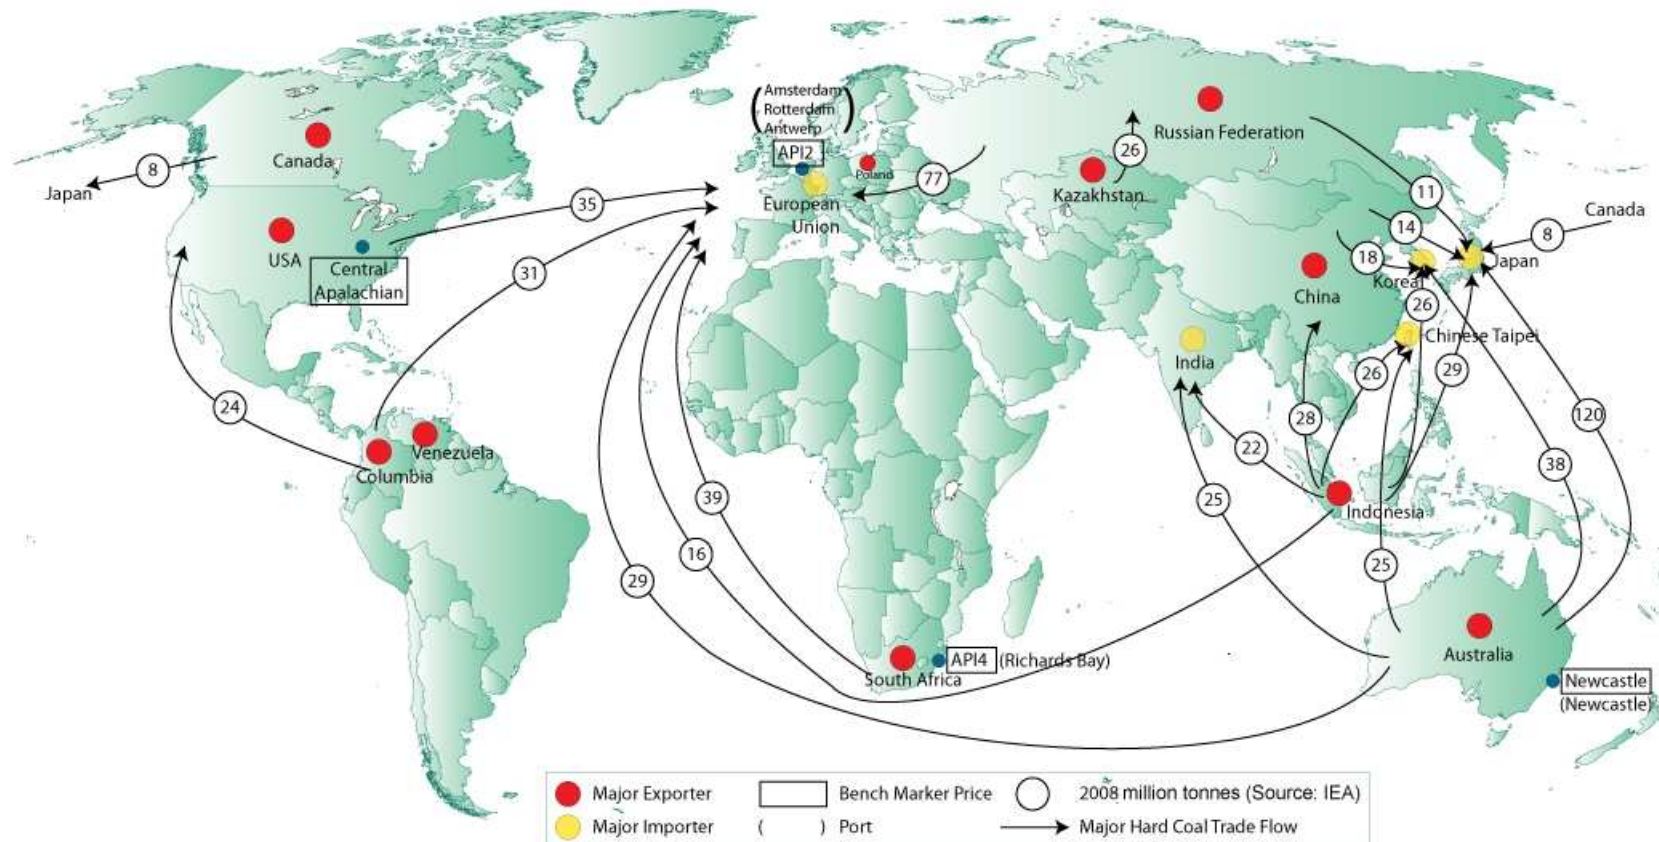 (Amsterdam
Rotterdam
Antwerp)
API2
Russian Federation
Canada
8
Japan
26
Poland
77
Kazakhstan
European
Union
35
11
Canada
14
8
USA
Central
Apalachian
31
18
Japan
Korea
China
26
Chinese Taipei
India
26
29
24
28
120
Venezuela
Columbia
22
38
39
25
Indonesia
16
29
25
API4 (Richards Bay)
South Africa
Australia
Newcastle
(Newcastle)
Major Exporter
Bench Marker Price
2008 million tonnes (Source: IEA)
Major Importer
( ) Port
Major Hard Coal Trade Flow